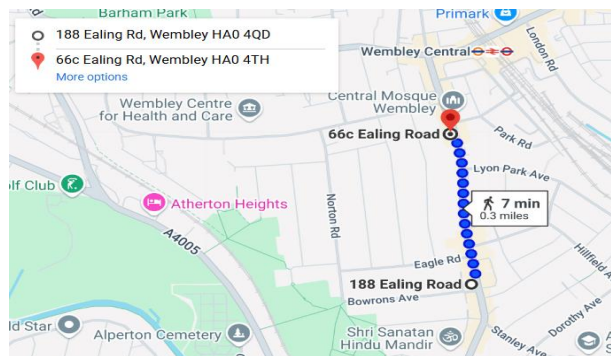 188 Ealing Rd, Wembley HA0 4QD
66c Ealing Rd, Wembley HA0 4TH
More options
Barham Park
Primark
London Rd
Wembley Central
Wembley Centre
for Health and Care
Central Mosque
Wembley
66c Ealing Road
Park Rd
Lyon Park Ave
olf Club
Atherton Heights
Norton Rd
7 min
0.3 miles
A4005
Eagle Rd
Hillfield A
188 Ealing Road
Bowrons Ave
ld Star
Alperton Cemetery
Shri Sanatan
Hindu Mandir
Stanley Ave
Dorothy Ave
A
S